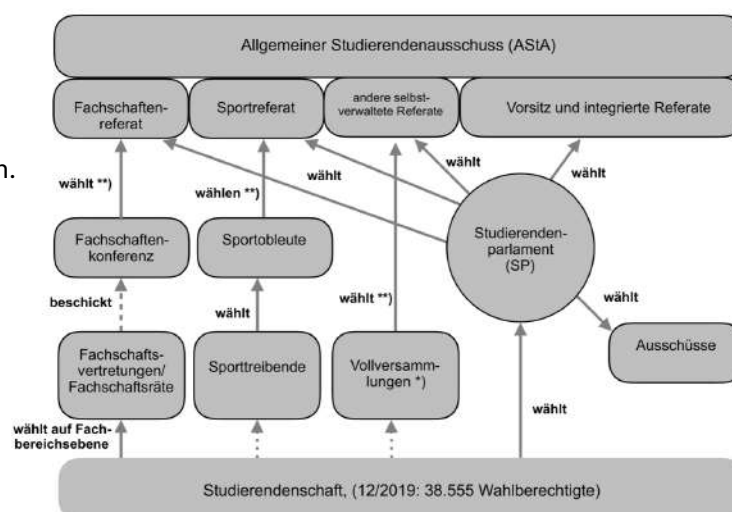 Allgemeiner Studierendenausschuss (AStA)
Fachschaften-
referat
Sportreferat
andere selbst-
verwaltete Referate
Vorsitz und integrierte Referate
n.
wählt **)
wählen **)
wählt
wählt
wählt
Fachschaften-
konferenz
Sportobleute
Studierenden-
parlament
(SP)
beschickt
wählt
wählt **)
wählt
Fachschafts-
vertretungen/
Fachschaftsräte
Sporttreibende
Vollversamm-
lungen *)
Ausschüsse
wählt auf Fach-
bereichsebene
wählt
Studierendenschaft, (12/2019: 38.555 Wahlberechtigte)